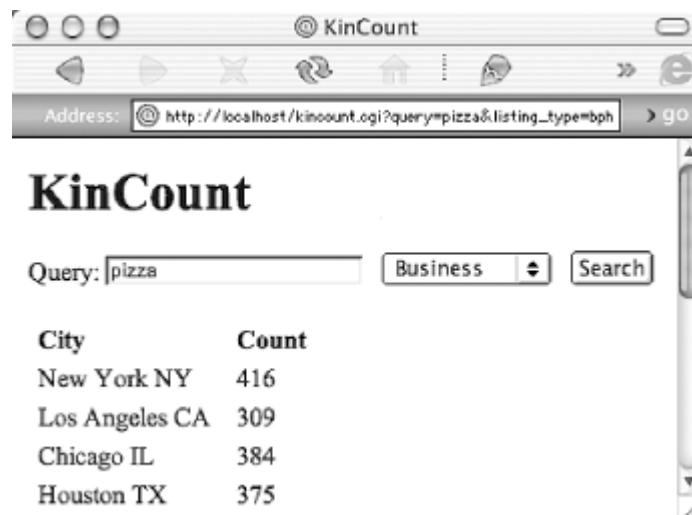 KinCount
Address: http://localhost/kincount.cgi?query=pizza&listing_type=bph go
KinCount
Query: pizza Business Search
City Count
New York NY 416
Los Angeles CA 309
Chicago IL 384
Houston TX 375